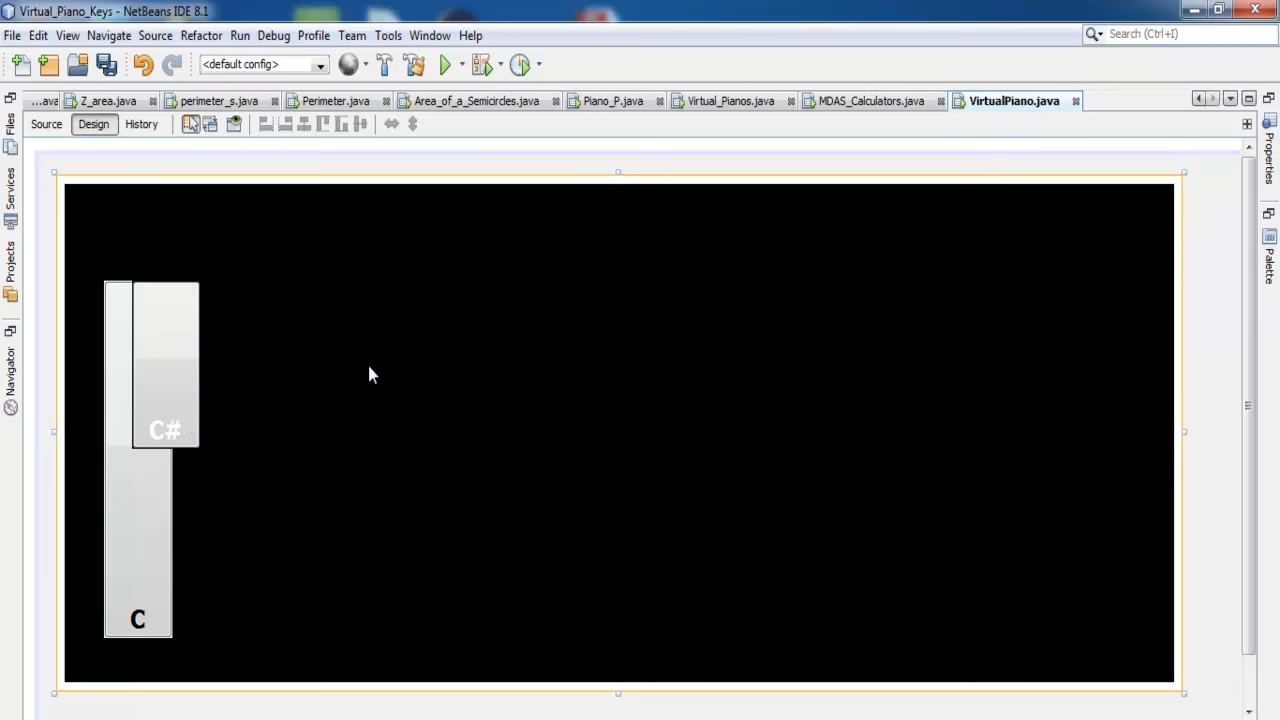 Virtual_Piano_Keys - NetBeans IDE 8.1
File Edit View Navigate Source Refactor Run Debug Profile Team Tools Window Help
Search (Ctrl+I)
<default config>
...ava Z_area.java perimeter_s.java Perimeter.java Area_of_a_Semicircles.java Piano_P.java Virtual_Pianos.java MDAS_Calculators.java VirtualPiano.java
Source Design History
Files
Services
Projects
Navigator
Properties
Palette
C#
C